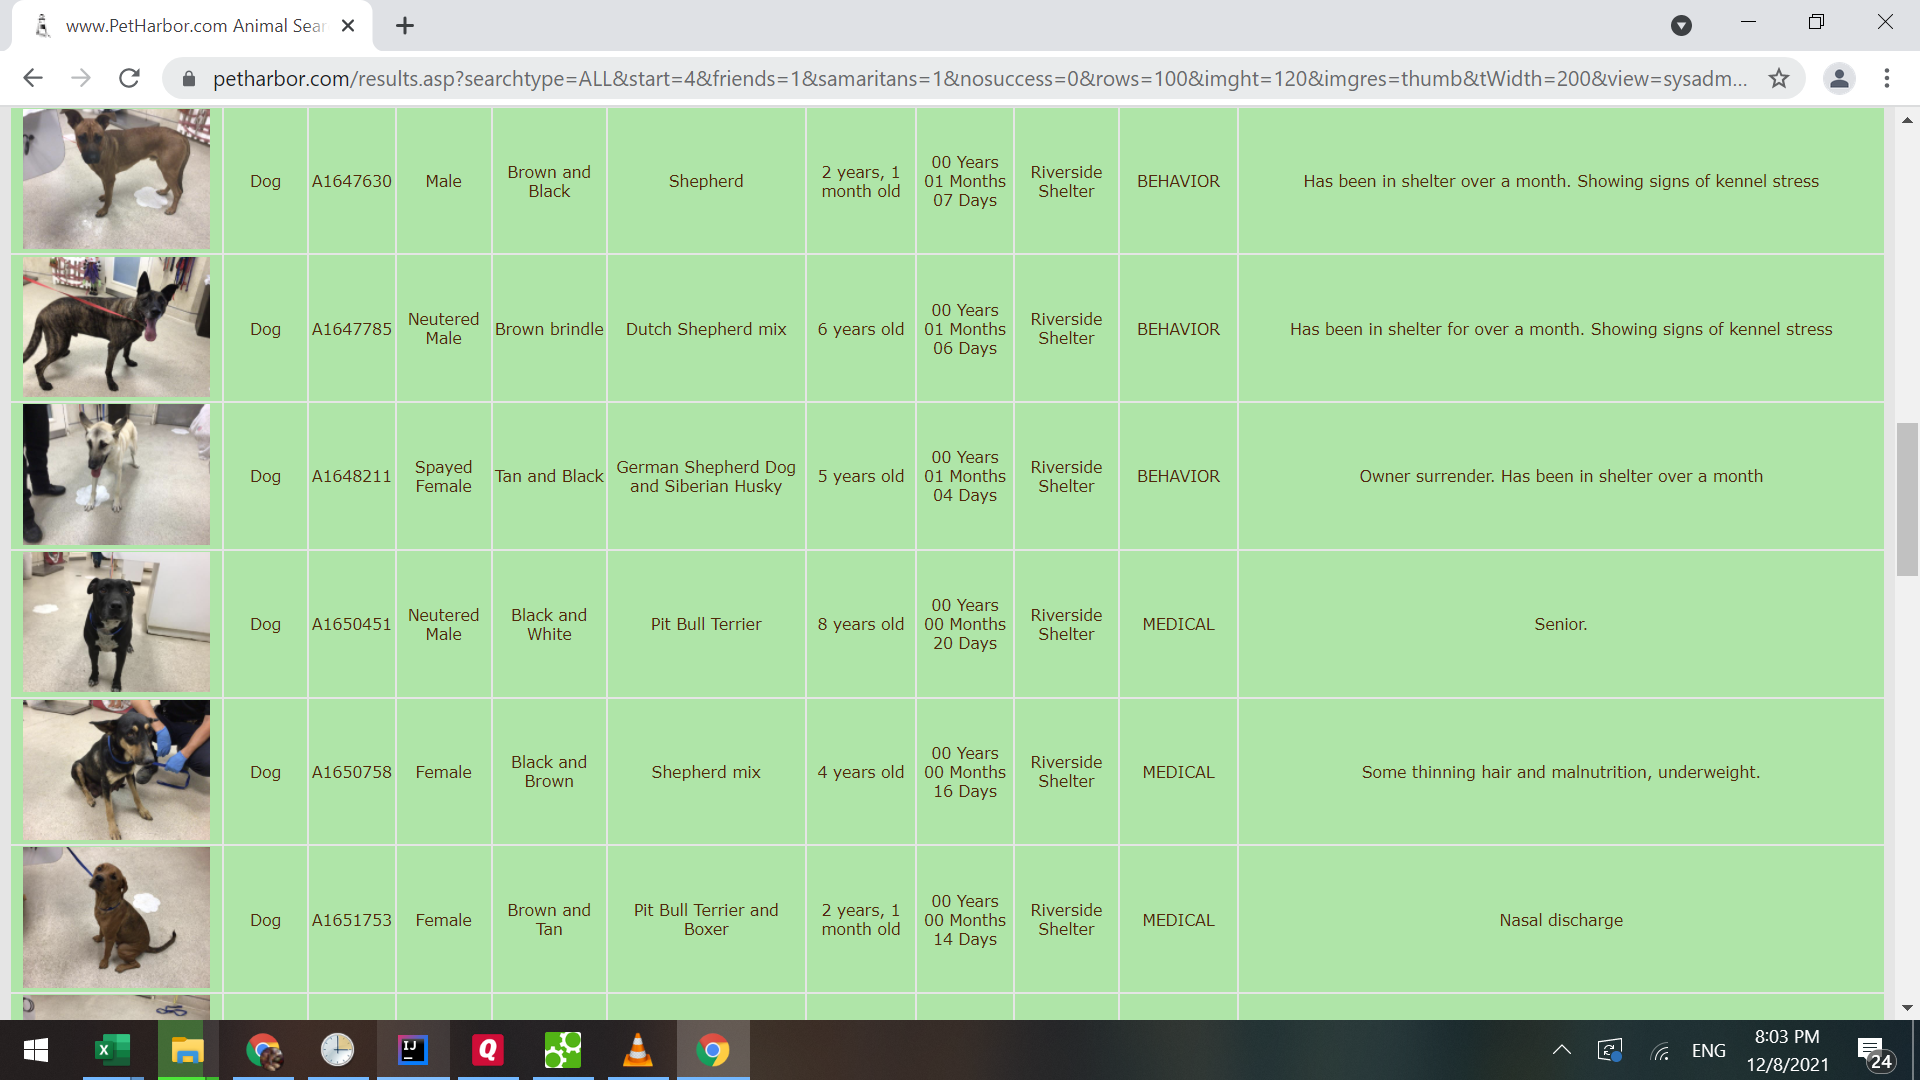 www.PetHarbor.com Animal Sear
petharbor.com/results.asp?searchtype=ALL&start=4&friends=1&samaritans=1&nosuccess=0&rows=100&imght=120&imgres=thumb&tWidth=200&view=sysadm...
Dog
A1647630
Male
Brown and
Black
Shepherd
2 years, 1
month old
00 Years
01 Months
07 Days
Riverside
Shelter
BEHAVIOR
Has been in shelter over a month. Showing signs of kennel stress
Dog
A1647785
Neutered
Male
Brown brindle
Dutch Shepherd mix
6 years old
00 Years
01 Months
06 Days
Riverside
Shelter
BEHAVIOR
Has been in shelter for over a month. Showing signs of kennel stress
Dog
A1648211
Spayed
Female
Tan and Black
German Shepherd Dog
and Siberian Husky
5 years old
00 Years
01 Months
04 Days
Riverside
Shelter
BEHAVIOR
Owner surrender. Has been in shelter over a month
Dog
A1650451
Neutered
Male
Black and
White
Pit Bull Terrier
8 years old
00 Years
00 Months
20 Days
Riverside
Shelter
MEDICAL
Senior.
Dog
A1650758
Female
Black and
Brown
Shepherd mix
4 years old
00 Years
00 Months
16 Days
Riverside
Shelter
MEDICAL
Some thinning hair and malnutrition, underweight.
Dog
A1651753
Female
Brown and
Tan
Pit Bull Terrier and
Boxer
2 years, 1
month old
00 Years
00 Months
14 Days
Riverside
Shelter
MEDICAL
Nasal discharge
X
IJ
Q
ENG
8:03 PM
12/8/2021
24